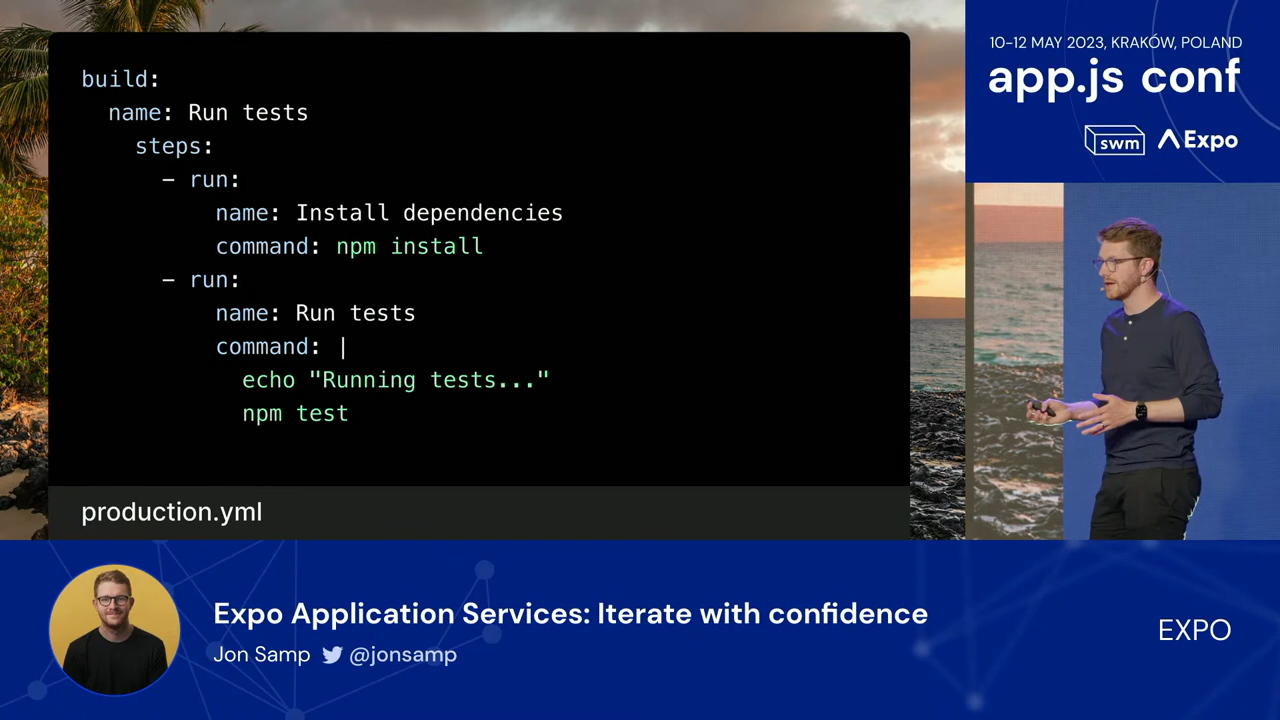 build:
name: Run tests
steps:
- run:
name: Install dependencies
command: npm install
- run:
name: Run tests
command: |
echo "Running tests..."
npm test
production.yml
10-12 MAY 2023, KRAKÓW, POLAND
app.js conf
swm Expo
Expo Application Services: Iterate with confidence
Jon Samp @jonsamp
EXPO